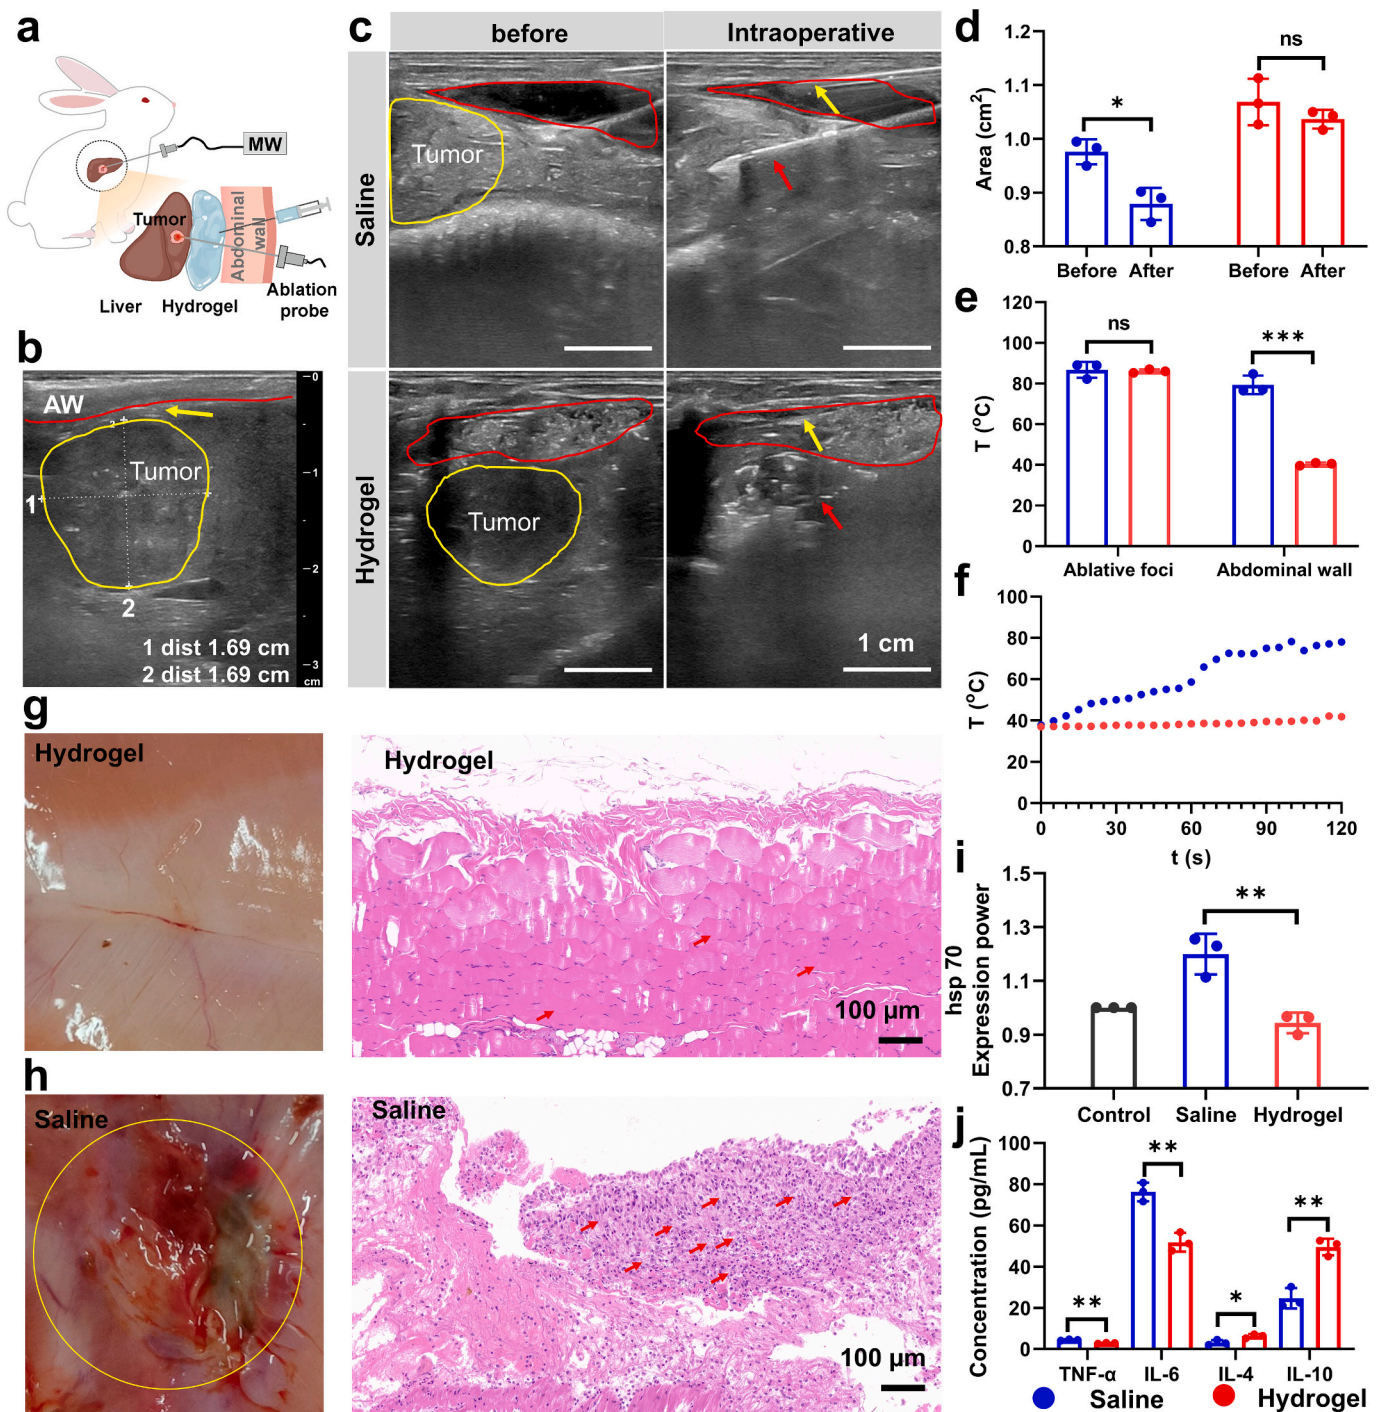 a
MW
Tumor
Abdominal
wall
Liver
Hydrogel
Ablation
probe
b
AW
Tumor
1
2
2
0
1
2
3
cm
1 dist 1.69 cm
2 dist 1.69 cm
c
before
Intraoperative
Saline
Tumor
Hydrogel
Tumor
1 cm
d
Area (cm²)
1.2
1.1
1.0
0.9
0.8
*
ns
Before
After
Before
After
e
T (°C)
120
100
80
60
40
20
0
ns
***
Ablative foci
Abdominal wall
f
T (°C)
100
80
60
40
20
0
0
30
60
90
120
t (s)
g
Hydrogel
Hydrogel
100 µm
h
Saline
Saline
100 µm
i
hsp 70
Expression power
1.5
1.3
1.1
0.9
0.7
**
Control
Saline
Hydrogel
j
Concentration (pg/mL)
100
80
60
40
20
0
**
**
*
**
TNF-α
IL-6
IL-4
IL-10
Saline
Hydrogel